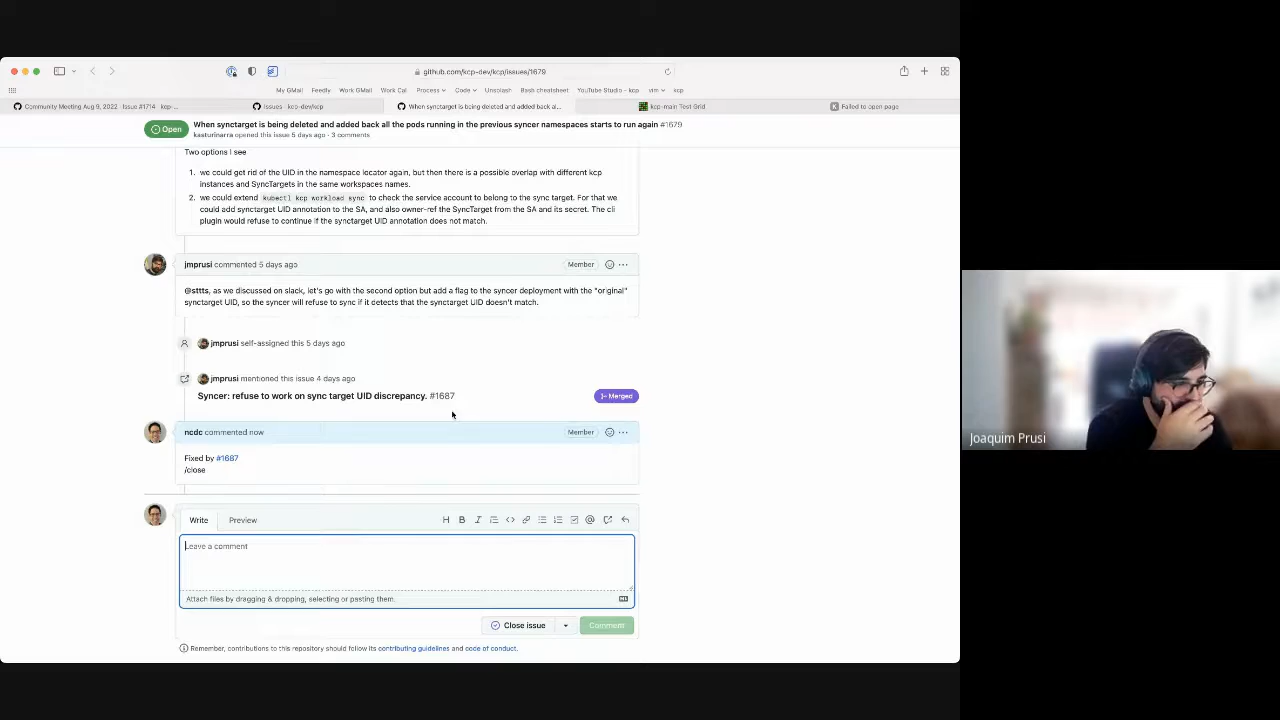 github.com/kcp-dev/kcp/issues/1679
My GMail Feedly Work GMail Work Cal Process Code Unsplash Bash cheatsheet YouTube Studio - kcp vim kcp
Community Meeting Aug 9, 2022 · Issue #1714 · kcp-...
Issues · kcp-dev/kcp
When synctarget is being deleted and added back al...
kcp-main Test Grid
Failed to open page
Open
When synctarget is being deleted and added back all the pods running in the previous syncer namespaces starts to run again #1679
kasturinarra opened this issue 5 days ago · 3 comments
Two options I see
1. we could get rid of the UID in the namespace locator again, but then there is a possible overlap with different kcp
instances and SyncTargets in the same workspaces names.
2. we could extend kubectl kcp workload sync to check the service account to belong to the sync target. For that we
could add synctarget UID annotation to the SA, and also owner-ref the SyncTarget from the SA and its secret. The cli
plugin would refuse to continue if the synctarget UID annotation does not match.
jmprusi commented 5 days ago
Member
@sttts, as we discussed on slack, let's go with the second option but add a flag to the syncer deployment with the "original"
synctarget UID, so the syncer will refuse to sync if it detects that the synctarget UID doesn't match.
jmprusi self-assigned this 5 days ago
jmprusi mentioned this issue 4 days ago
Syncer: refuse to work on sync target UID discrepancy. #1687
Merged
ncdc commented now
Member
Fixed by #1687
/close
Write Preview
Leave a comment
Attach files by dragging & dropping, selecting or pasting them.
Close issue
Comment
Remember, contributions to this repository should follow its contributing guidelines and code of conduct.
Joaquim Prusi